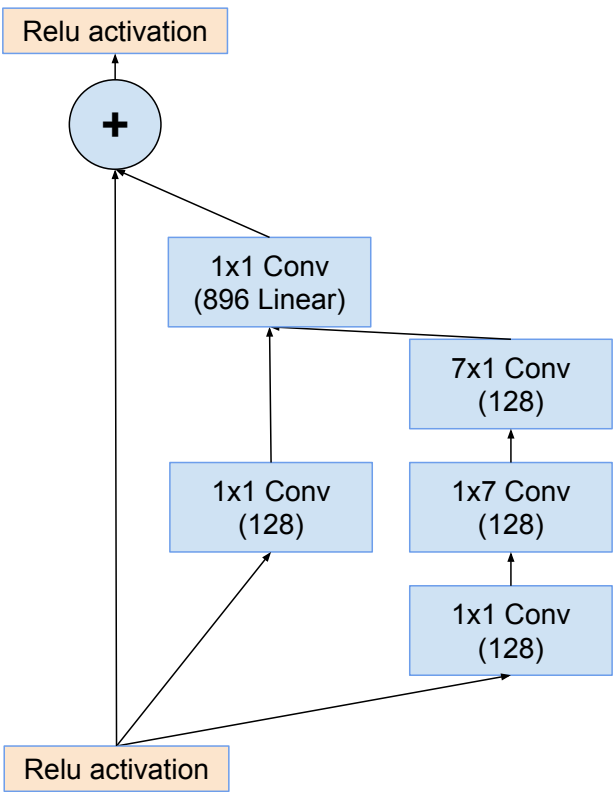 Relu activation
+
1x1 Conv
(896 Linear)
7x1 Conv
(128)
1x1 Conv
(128)
1x7 Conv
(128)
1x1 Conv
(128)
Relu activation